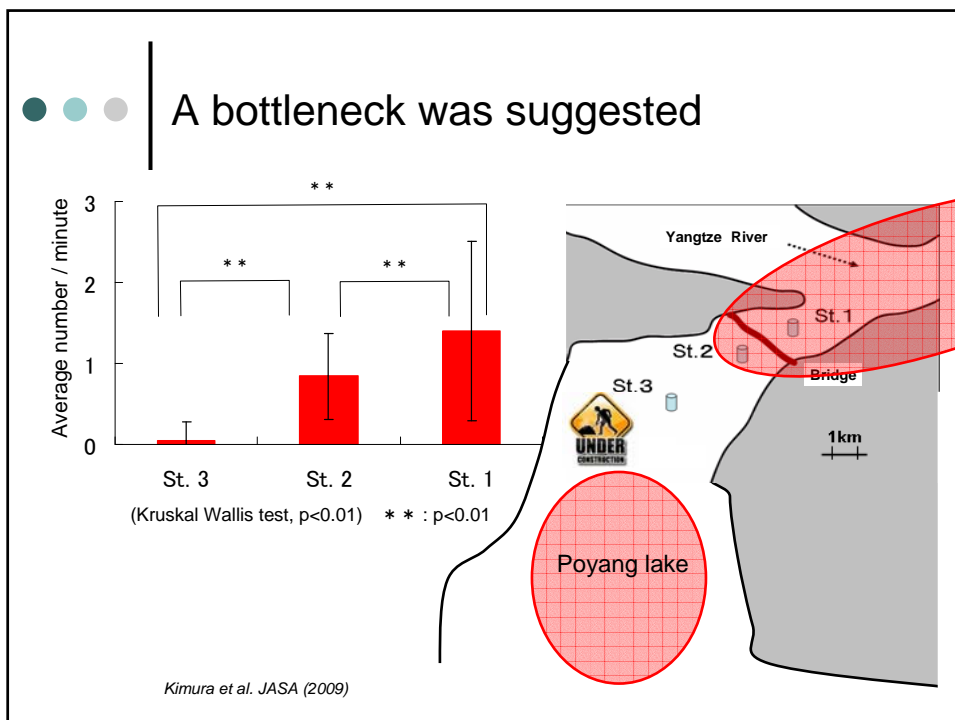 A bottleneck was suggested
Average number / minute
3
2
1
0
**
**
**
St. 3
St. 2
St. 1
(Kruskal Wallis test, p<0.01) **: p<0.01
Yangtze River
St.1
St.2
Bridge
St.3
UNDER
CONSTRUCTION
1km
Poyang lake
Kimura et al. JASA (2009)